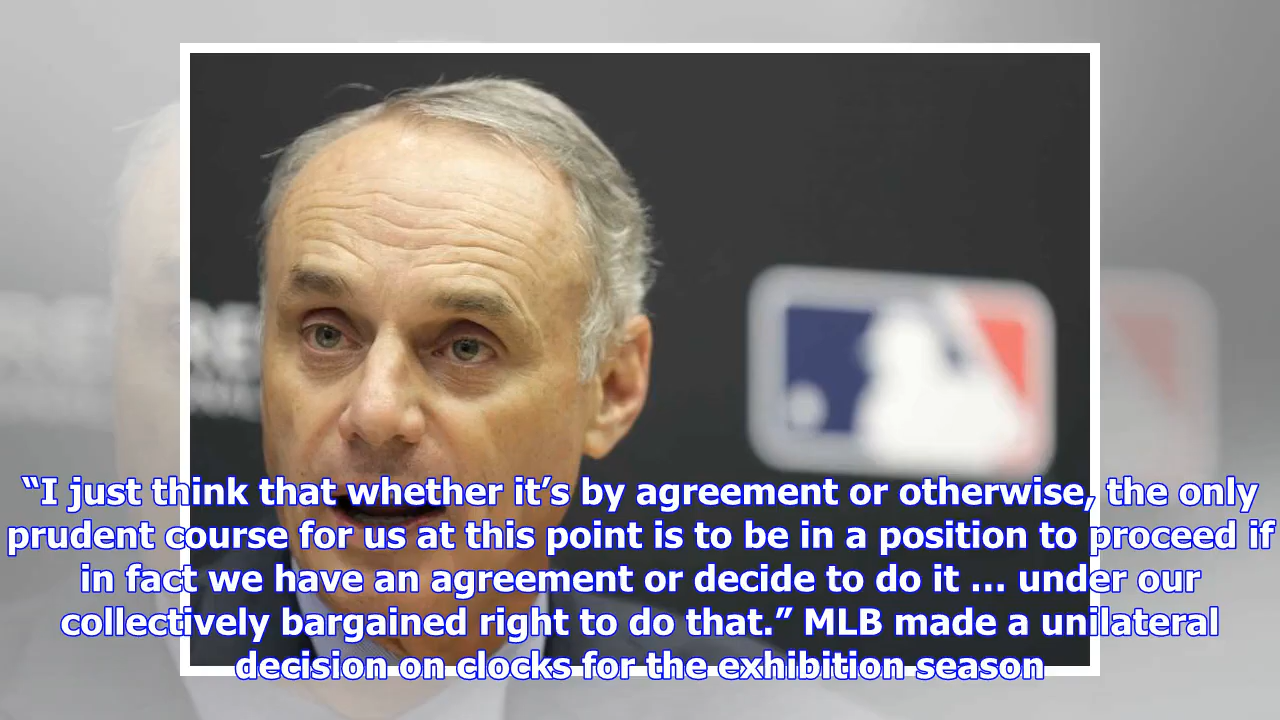 “I just think that whether it’s by agreement or otherwise, the only
prudent course for us at this point is to be in a position to proceed if
in fact we have an agreement or decide to do it ... under our
collectively bargained right to do that.” MLB made a unilateral
decision on clocks for the exhibition season